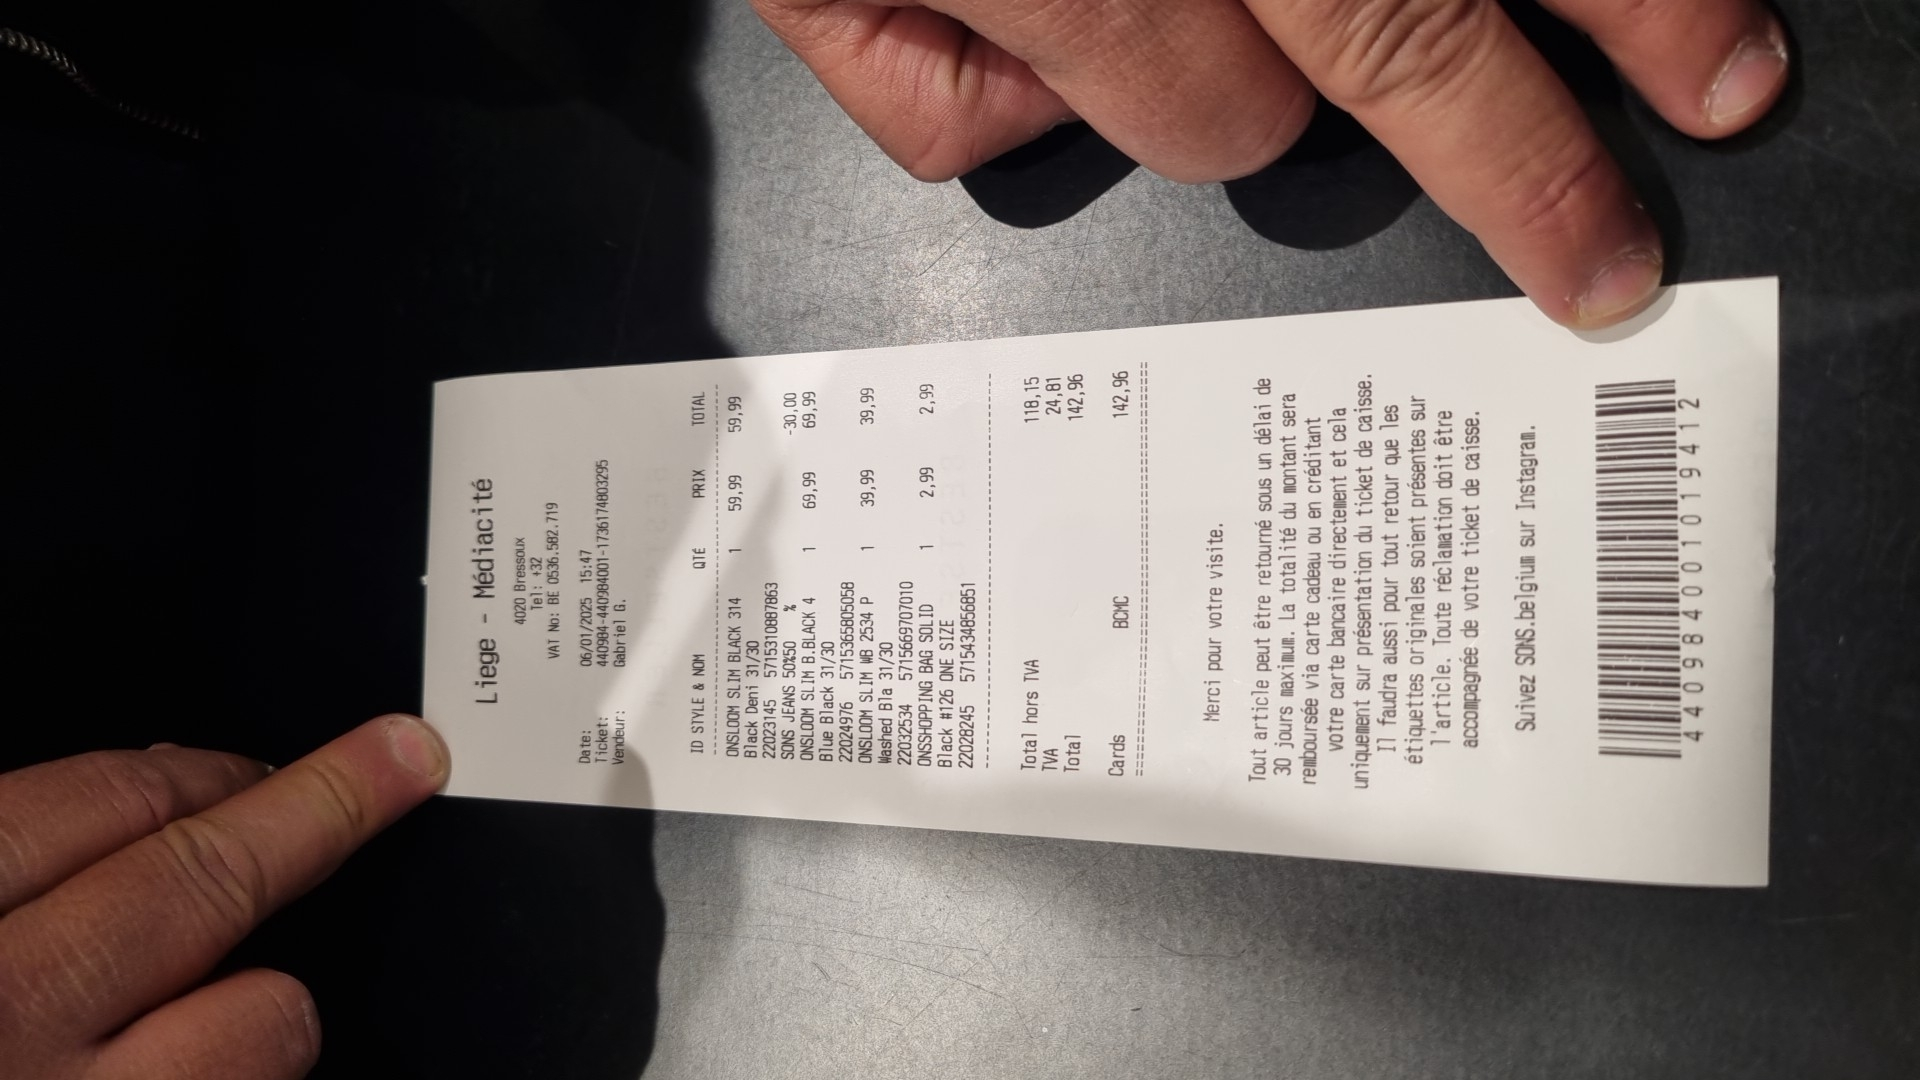 Liege - Médiacité
4020 Bressoux
Tel: +32
VAT No: BE 0536.582.719
Date: 06/01/2025 15:47
Ticket: 440984-440984001-1736174803295
Vendeur: Gabriel G.
ID STYLE & NOM QTÉ PRIX TOTAL
ONSLOOM SLIM BLACK 314 1 59,99 59,99
Black Deni 31/30
22023145 5715310887863
SONS JEANS 50%50 % -30,00
ONSLOOM SLIM B.BLACK 4 1 69,99 69,99
Blue Black 31/30
22024976 5715365805058
ONSLOOM SLIM WB 2534 P 1 39,99 39,99
Washed Bla 31/30
22032534 5715669707010
ONSSHOPPING BAG SOLID 1 2,99 2,99
Black #126 ONE SIZE
22028245 5715434856851
Total hors TVA 118,15
TVA 24,81
Total 142,96
Cards BCMC 142,96
Merci pour votre visite.
Tout article peut être retourné sous un délai de
30 jours maximum. La totalité du montant sera
remboursée via carte cadeau ou en créditant
votre carte bancaire directement et cela
uniquement sur présentation du ticket de caisse.
Il faudra aussi pour tout retour que les
étiquettes originales soient présentes sur
l'article. Toute réclamation doit être
accompagnée de votre ticket de caisse.
Suivez SONS.belgium sur Instagram.
440984001019412